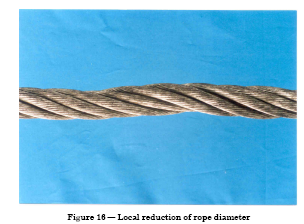 Figure 16 — Local reduction of rope diameter